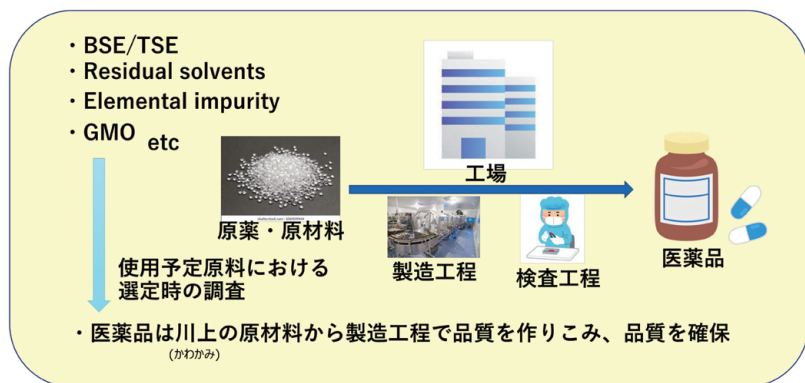 ・BSE/TSE
・Residual solvents
・Elemental impurity
・GMO etc
原薬・原材料
工場
製造工程
検査工程
医薬品
使用予定原料における
選定時の調査
・医薬品は川上の原材料から製造工程で品質を作りこみ、品質を確保
(かわかみ)